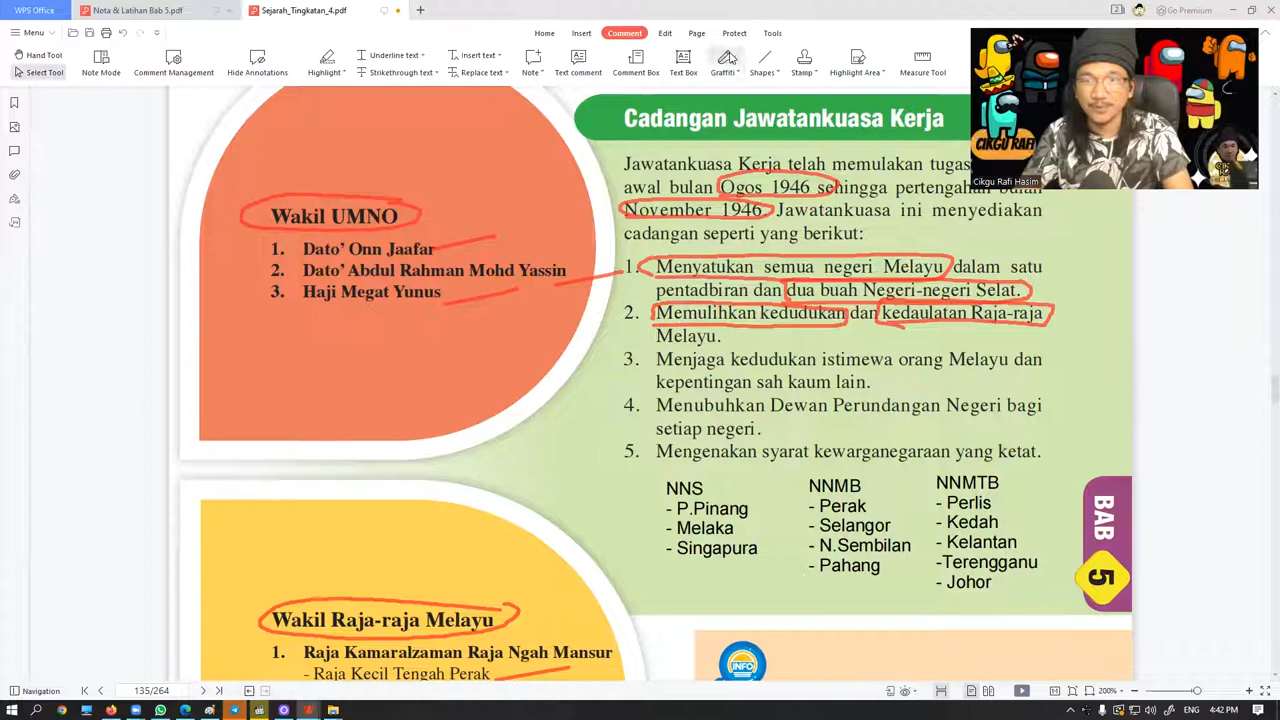 WPS Office
Nota & Latihan Bab 5.pdf
Sejarah_Tingkatan_4.pdf
Menu
Home
Insert
Comment
Edit
Page
Protect
Tools
Hand Tool
Select Tool
Note Mode
Comment Management
Hide Annotations
Highlight
Underline text
Strikethrough text
Insert text
Replace text
Note
Text comment
Comment Box
Text Box
Graffiti
Shapes
Stamp
Highlight Area
Measure Tool
CIKGU RAFI
Cikgu Rafi Hasim
Wakil UMNO
1. Dato' Onn Jaafar
2. Dato' Abdul Rahman Mohd Yassin
3. Haji Megat Yunus
Cadangan Jawatankuasa Kerja
Jawatankuasa Kerja telah memulakan tugas
awal bulan Ogos 1946 sehingga pertengahan bulan
November 1946. Jawatankuasa ini menyediakan
cadangan seperti yang berikut:
1. Menyatukan semua negeri Melayu dalam satu
pentadbiran dan dua buah Negeri-negeri Selat.
2. Memulihkan kedudukan dan kedaulatan Raja-raja
Melayu.
3. Menjaga kedudukan istimewa orang Melayu dan
kepentingan sah kaum lain.
4. Menubuhkan Dewan Perundangan Negeri bagi
setiap negeri.
5. Mengenakan syarat kewarganegaraan yang ketat.
NNS
- P.Pinang
- Melaka
- Singapura
NNMB
- Perak
- Selangor
- N.Sembilan
- Pahang
NNMTB
- Perlis
- Kedah
- Kelantan
-Terengganu
- Johor
BAB
5
Wakil Raja-raja Melayu
1. Raja Kamaralzaman Raja Ngah Mansur
- Raja Kecil Tengah Perak
INFO
Navigation
135/264
200%
Go Premium
4:42 PM